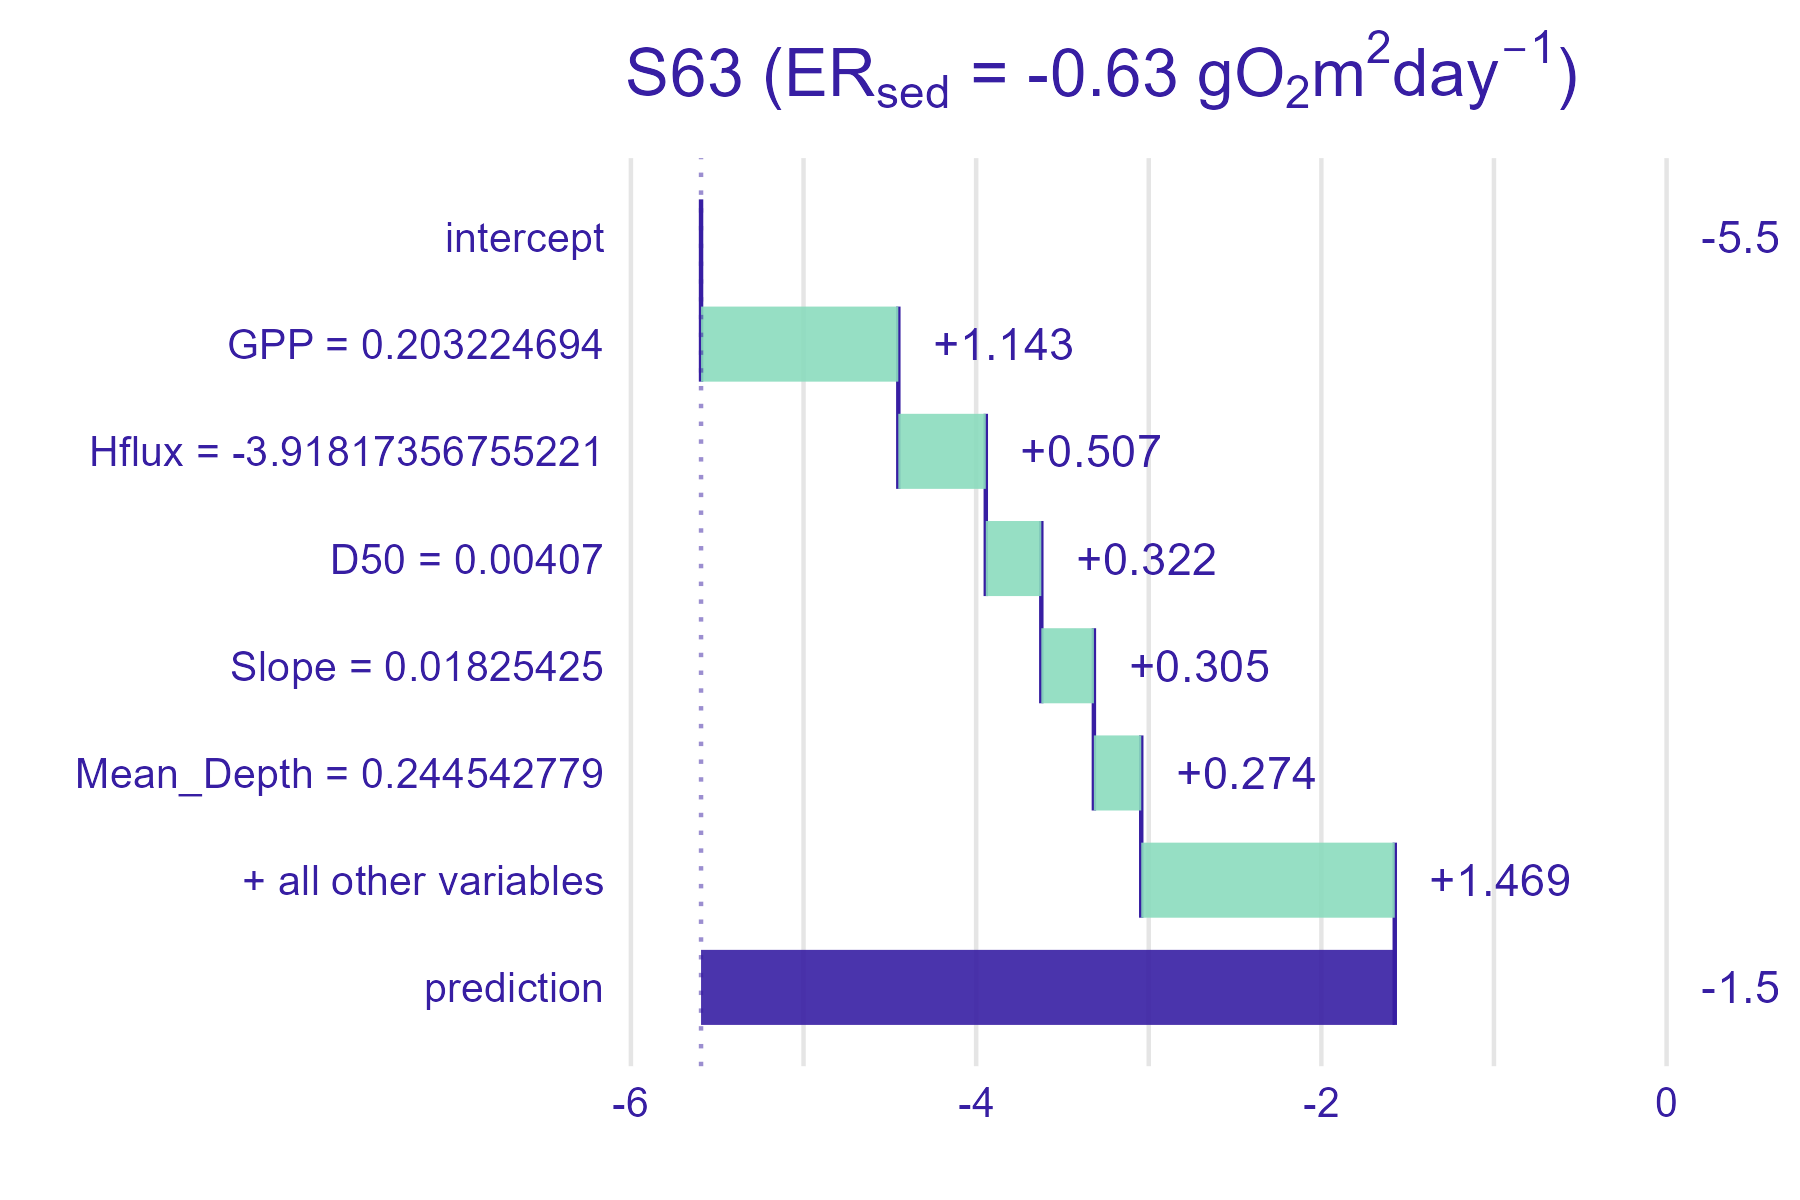 S63 (ERsed = -0.63 gO₂m²day⁻¹)
intercept
-5.5
GPP = 0.203224694
+1.143
Hflux = -3.91817356755221
+0.507
D50 = 0.00407
+0.322
Slope = 0.01825425
+0.305
Mean_Depth = 0.244542779
+0.274
+ all other variables
+1.469
prediction
-1.5
-6
-4
-2
0